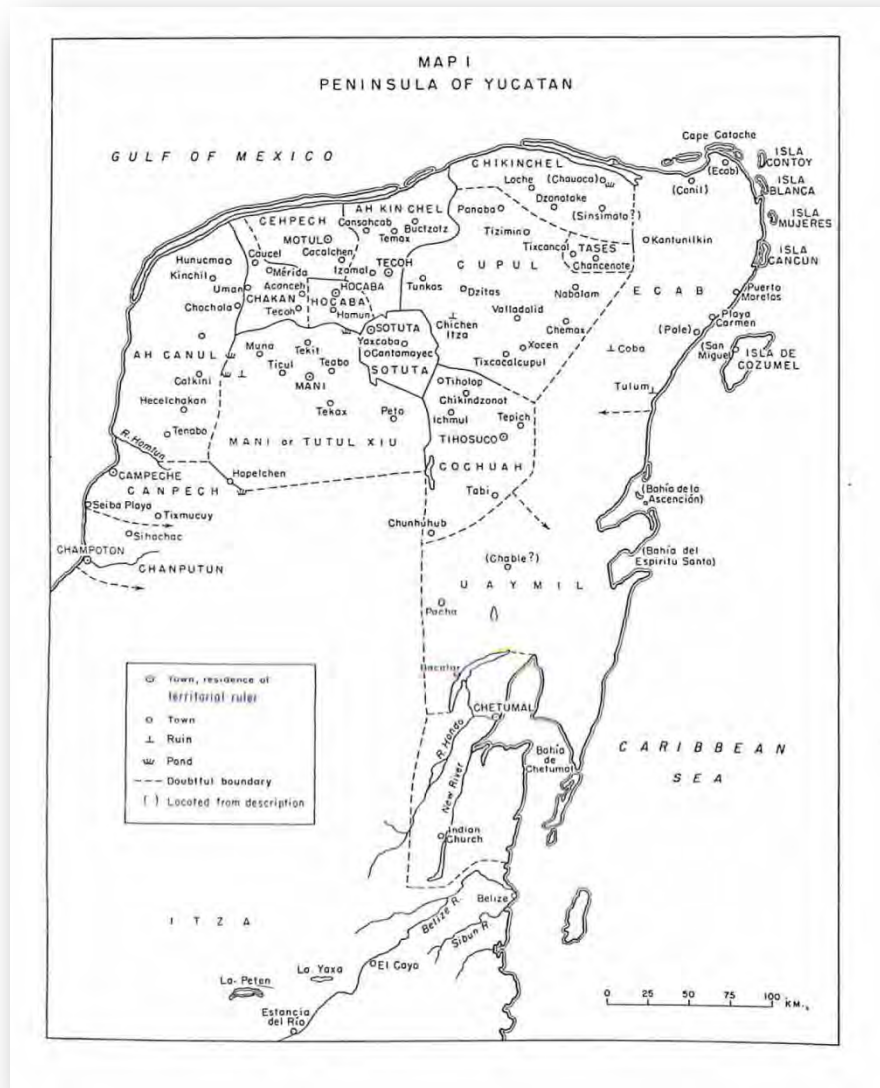 MAP I
PENINSULA OF YUCATAN
GULF OF MEXICO
Cape Catoche
ISLA
CONTOY
ISLA
BLANCA
ISLA
MUJERES
ISLA
CANCUN
CHIKINCHEL
Loche
(Chauaca)
(Ecab)
(Conil)
Dzonotake
Panaba
(Sinsimato?)
AH KIN CHEL
Cansahcab
Buctzotz
Temax
CEHPECH
MOTUL
Cacalchen
Tizimin
Tixcancal
TASES
Chancenote
Kantunilkin
Hunucma
Caucel
Mérida
Izamal
TECOH
CUPUL
Kinchil
Uman
Acanceh
HOCABA
Tunkas
Dzitas
Nabalam
ECAB
Puerto
Morelos
CHAKAN
HOCABA
Chochola
Tecoh
Homun
Valladolid
Playa
Carmen
SOTUTA
Chichen
Itza
Chemax
(Pole)
Yaxcaba
Xocen
Coba
(San
Miguel)
ISLA DE
COZUMEL
AH CANUL
Muna
Tekit
Cantamayec
Tixcacalcupul
Ticul
Teabo
SOTUTA
Calkini
MANI
Tiholop
Tulum
Hecelchakan
Chikindzonot
Tekax
Peto
Ichmul
Tepich
Tenabo
R. Homtun
MANI or TUTUL XIU
TIHOSUCO
COCHUAH
CAMPECHE
Hopelchen
CANPECH
Tabi
(Bahía de la
Ascención)
Seiba Playa
Tixmucuy
Sihochac
Chunhúhub
CHAMPOTON
CHANPUTUN
(Chable?)
(Bahía del
Espiritu Santo)
UAYMIL
Pacha
Bacalar
CHETUMAL
Town, residence of
territorial ruler
Town
Ruin
Pond
Doubtful boundary
( ) Located from description
R. Hondo
New River
Bahía
de
Chetumal
CARIBBEAN
SEA
Indian
Church
ITZA
Belize R.
Belize
Sibun R.
La Yaxa
El Cayo
La-Peten
Estancia
del Río
0 25 50 75 100
KM.